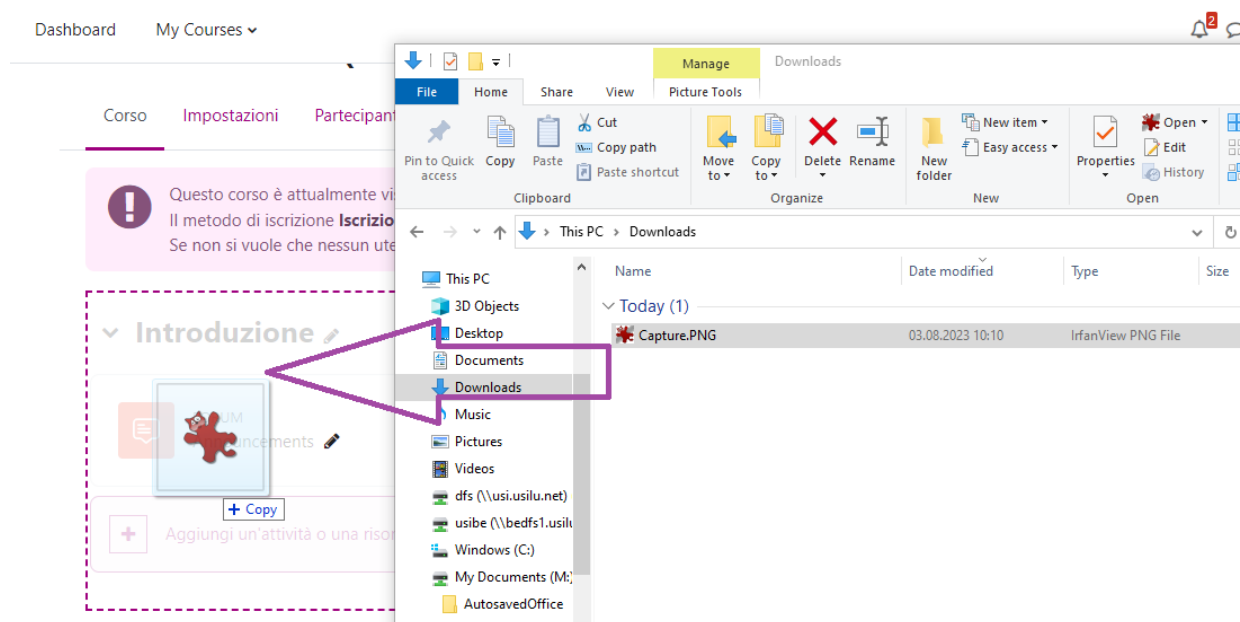 Dashboard My Courses
2
Corso Impostazioni
Questo corso è attualmente
Il metodo di iscrizione
Se non si vuole che nessun
Introduzione
Announcements
+ Copy
Aggiungi un'attività o una
Manage Downloads
File Home Share View Picture Tools
Pin to Quick access
Copy
Paste
Cut
Copy path
Paste shortcut
Clipboard
Move to
Copy to
Delete
Rename
Organize
New folder
New item
Easy access
New
Properties
Open
Edit
History
Open
This PC > Downloads
Name Date modified Type Size
This PC
3D Objects
Desktop
Documents
Downloads
Music
Pictures
Videos
dfs (\\usi.usilu.net)
usibe (\\bedfs1.usilu
Windows (C:)
My Documents (M:)
AutosavedOffice
Today (1)
Capture.PNG 03.08.2023 10:10 IrfanView PNG File